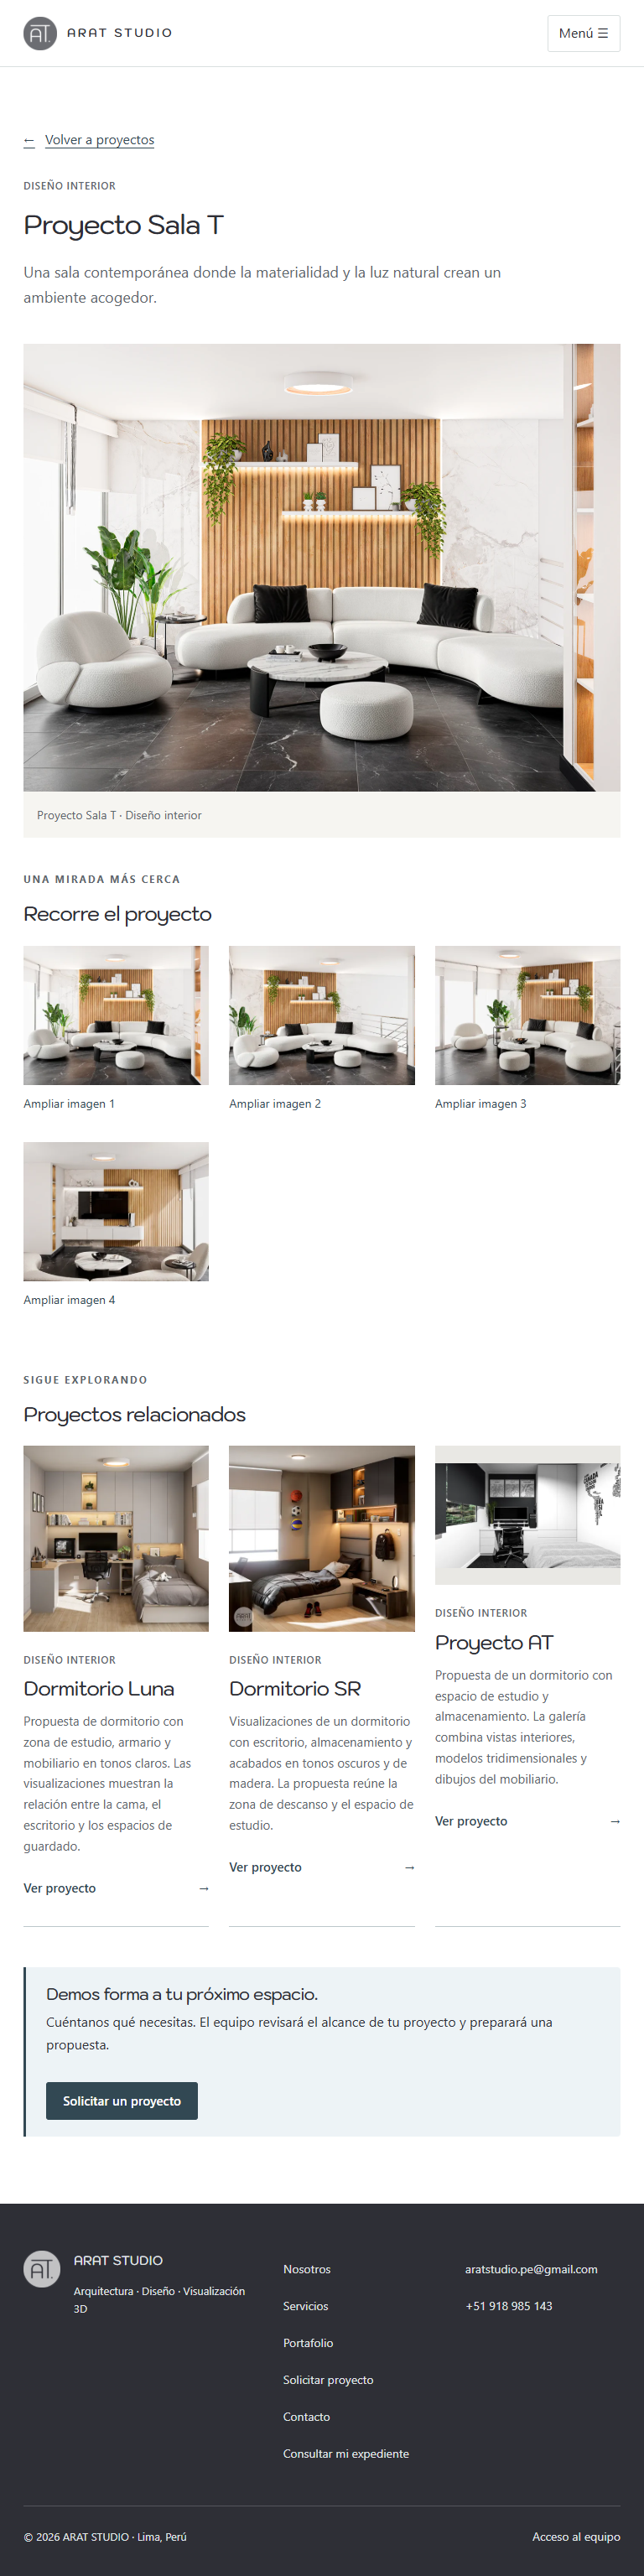 AT.
ARAT STUDIO
Menú ☰
← Volver a proyectos
DISEÑO INTERIOR
Proyecto Sala T
Una sala contemporánea donde la materialidad y la luz natural crean un
ambiente acogedor.
Proyecto Sala T · Diseño interior
UNA MIRADA MÁS CERCA
Recorre el proyecto
Ampliar imagen 1
Ampliar imagen 2
Ampliar imagen 3
Ampliar imagen 4
SIGUE EXPLORANDO
Proyectos relacionados
DISEÑO INTERIOR
Dormitorio Luna
Propuesta de dormitorio con
zona de estudio, armario y
mobiliario en tonos claros. Las
visualizaciones muestran la
relación entre la cama, el
escritorio y los espacios de
guardado.
Ver proyecto →
DISEÑO INTERIOR
Dormitorio SR
Visualizaciones de un dormitorio
con escritorio, almacenamiento y
acabados en tonos oscuros y de
madera. La propuesta reúne la
zona de descanso y el espacio de
estudio.
Ver proyecto →
DISEÑO INTERIOR
Proyecto AT
Propuesta de un dormitorio con
espacio de estudio y
almacenamiento. La galería
combina vistas interiores,
modelos tridimensionales y
dibujos del mobiliario.
Ver proyecto →
Demos forma a tu próximo espacio.
Cuéntanos qué necesitas. El equipo revisará el alcance de tu proyecto y preparará una
propuesta.
Solicitar un proyecto
AT.
ARAT STUDIO
Arquitectura · Diseño · Visualización
3D
Nosotros
Servicios
Portafolio
Solicitar proyecto
Contacto
Consultar mi expediente
aratstudio.pe@gmail.com
+51 918 985 143
© 2026 ARAT STUDIO · Lima, Perú
Acceso al equipo